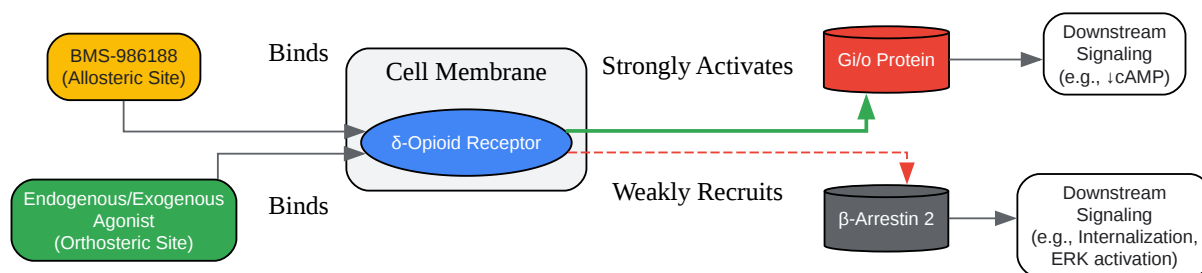 BMS-986188
(Allosteric Site)
Binds
Cell Membrane
Strongly Activates
Gi/o Protein
Downstream
Signaling
(e.g., ↓cAMP)
δ-Opioid Receptor
Endogenous/Exogenous
Agonist
(Orthosteric Site)
Binds
Weakly Recruits
β-Arrestin 2
Downstream
Signaling
(e.g., Internalization,
ERK activation)